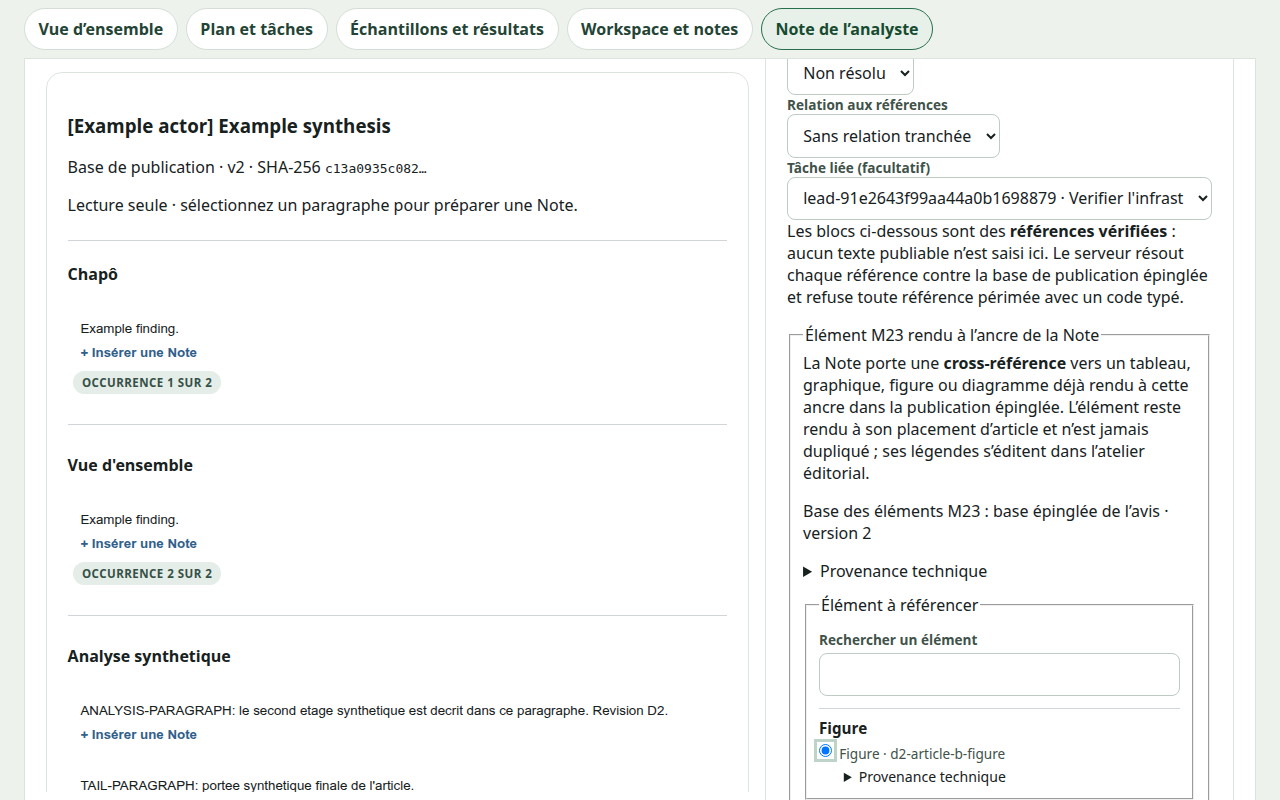 Vue d’ensemble
Plan et tâches
Échantillons et résultats
Workspace et notes
Note de l’analyste
[Example actor] Example synthesis
Base de publication · v2 · SHA-256 c13a0935c082…
Lecture seule · sélectionnez un paragraphe pour préparer une Note.
Chapô
Example finding.
+ Insérer une Note
OCCURRENCE 1 SUR 2
Vue d'ensemble
Example finding.
+ Insérer une Note
OCCURRENCE 2 SUR 2
Analyse synthetique
ANALYSIS-PARAGRAPH: le second etage synthetique est decrit dans ce paragraphe. Revision D2.
+ Insérer une Note
TAIL-PARAGRAPH: portee synthetique finale de l'article.
Non résolu
Relation aux références
Sans relation tranchée
Tâche liée (facultatif)
lead-91e2643f99aa44a0b1698879 · Verifier l'infrast
Les blocs ci-dessous sont des références vérifiées :
aucun texte publiable n’est saisi ici. Le serveur résout
chaque référence contre la base de publication épinglée
et refuse toute référence périmée avec un code typé.
Élément M23 rendu à l’ancre de la Note
La Note porte une cross-référence vers un tableau,
graphique, figure ou diagramme déjà rendu à cette
ancre dans la publication épinglée. L’élément reste
rendu à son placement d’article et n’est jamais
dupliqué ; ses légendes s’éditent dans l’atelier
éditorial.
Base des éléments M23 : base épinglée de l’avis ·
version 2
Provenance technique
Élément à référencer
Rechercher un élément
Figure
Figure · d2-article-b-figure
Provenance technique